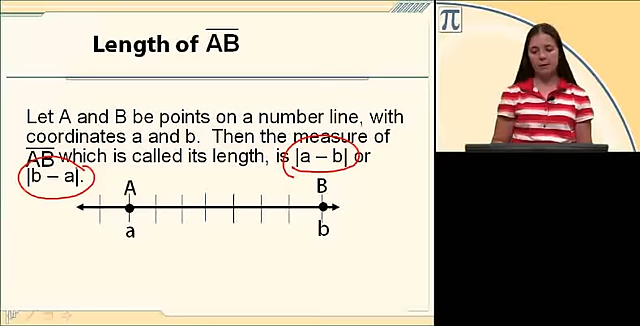 Length of AB
Let A and B be points on a number line, with
coordinates a and b. Then the measure of
AB which is called its length, is |a – b| or
|b – a|.
A B
a b
π